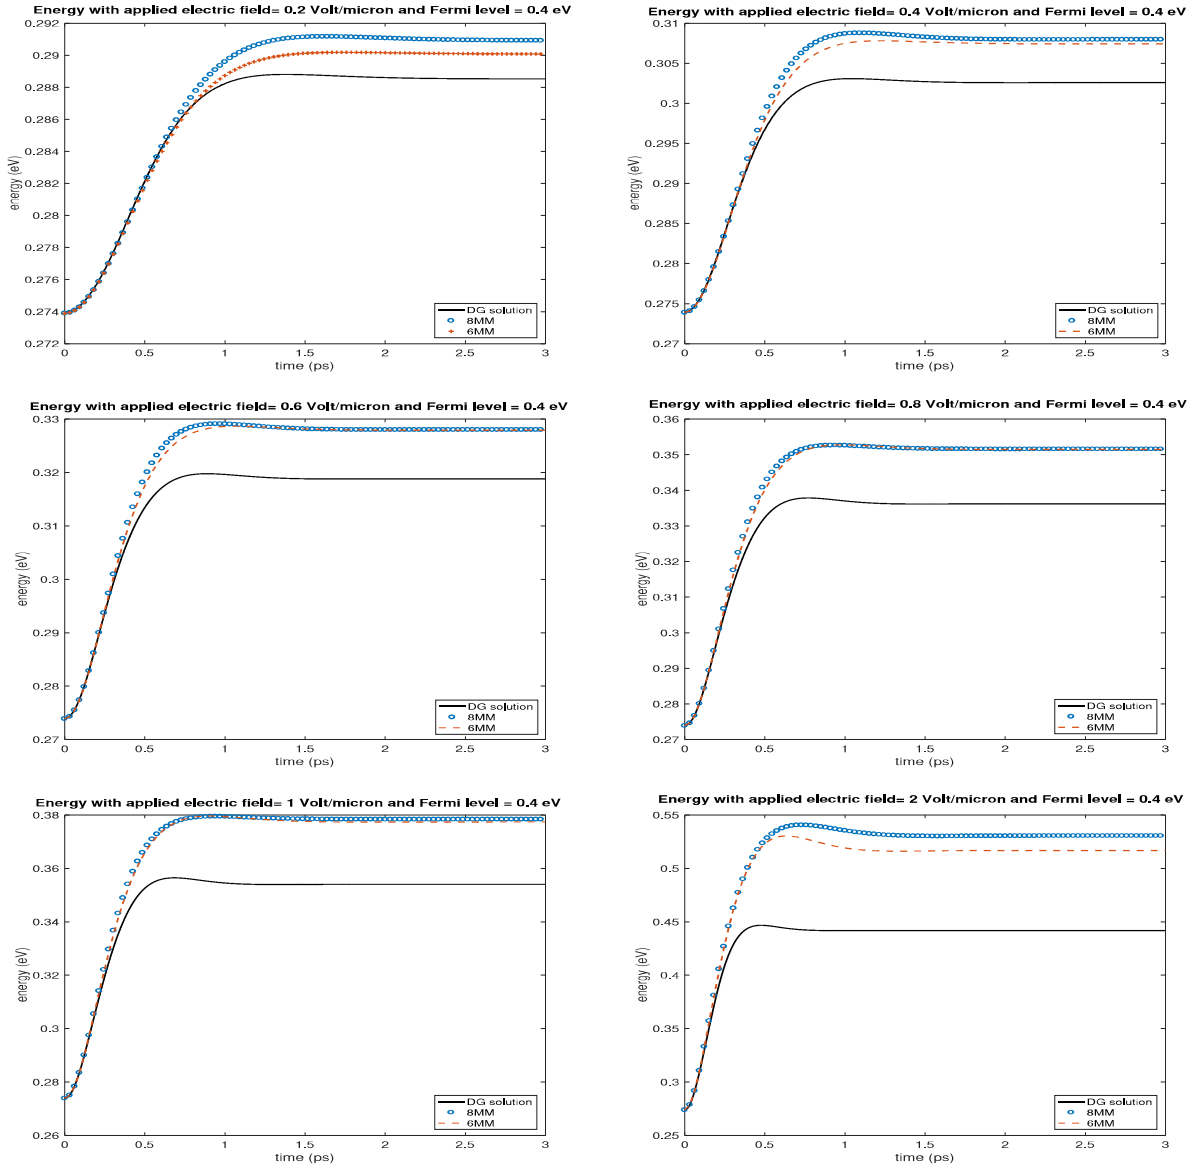 Energy with applied electric field= 0.2 Volt/micron and Fermi level = 0.4 eV
0.292
0.29
0.288
0.286
0.284
0.282
0.28
0.278
0.276
0.274
0.272
energy (eV)
0 0.5 1 1.5 2 2.5 3
time (ps)
DG solution
8MM
6MM
Energy with applied electric field= 0.4 Volt/micron and Fermi level = 0.4 eV
0.31
0.305
0.3
0.295
0.29
0.285
0.28
0.275
0.27
energy (eV)
0 0.5 1 1.5 2 2.5 3
time (ps)
DG solution
8MM
6MM
Energy with applied electric field= 0.6 Volt/micron and Fermi level = 0.4 eV
0.33
0.32
0.31
0.3
0.29
0.28
0.27
energy (eV)
0 0.5 1 1.5 2 2.5 3
time (ps)
DG solution
8MM
6MM
Energy with applied electric field= 0.8 Volt/micron and Fermi level = 0.4 eV
0.36
0.35
0.34
0.33
0.32
0.31
0.3
0.29
0.28
0.27
energy (eV)
0 0.5 1 1.5 2 2.5 3
time (ps)
DG solution
8MM
6MM
Energy with applied electric field= 1 Volt/micron and Fermi level = 0.4 eV
0.38
0.36
0.34
0.32
0.3
0.28
0.26
energy (eV)
0 0.5 1 1.5 2 2.5 3
time (ps)
DG solution
8MM
6MM
Energy with applied electric field= 2 Volt/micron and Fermi level = 0.4 eV
0.55
0.5
0.45
0.4
0.35
0.3
0.25
energy (eV)
0 0.5 1 1.5 2 2.5 3
time (ps)
DG solution
8MM
6MM